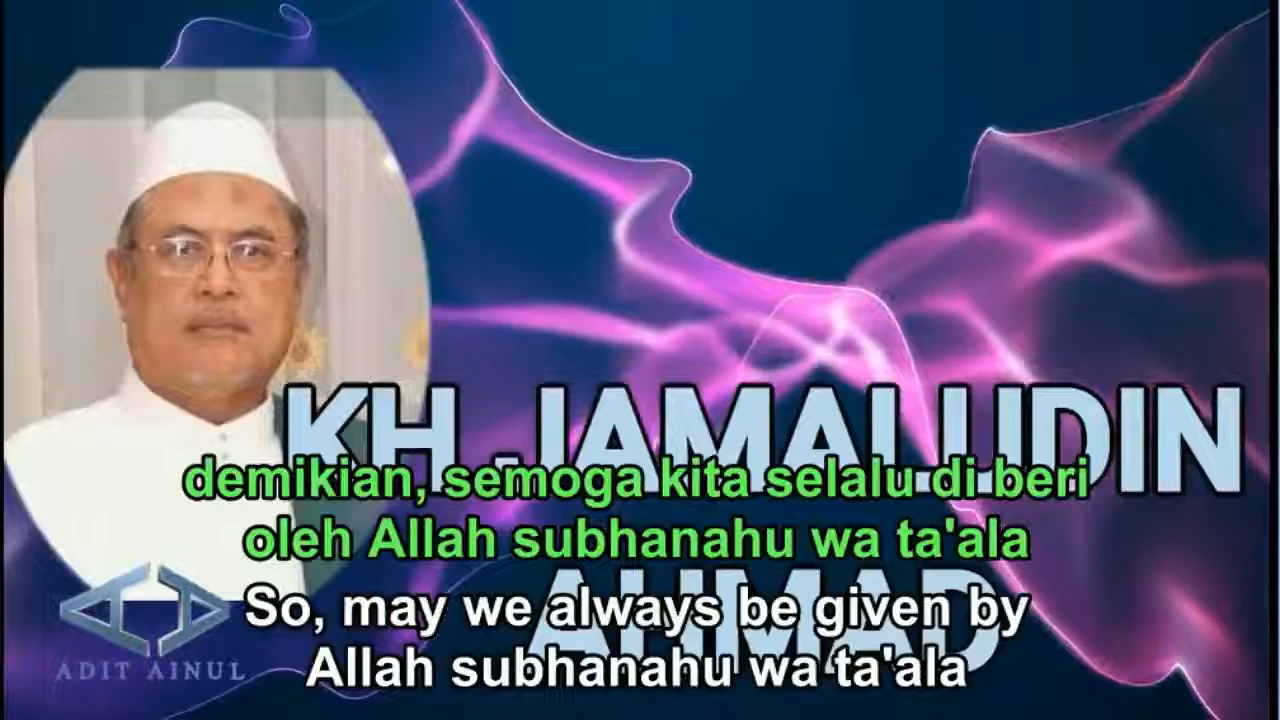 KH JAMALUDIN
demikian, semoga kita selalu di beri
oleh Allah subhanahu wa ta'ala
AHMAD
So, may we always be given by
Allah subhanahu wa ta'ala
ADIT AINUL